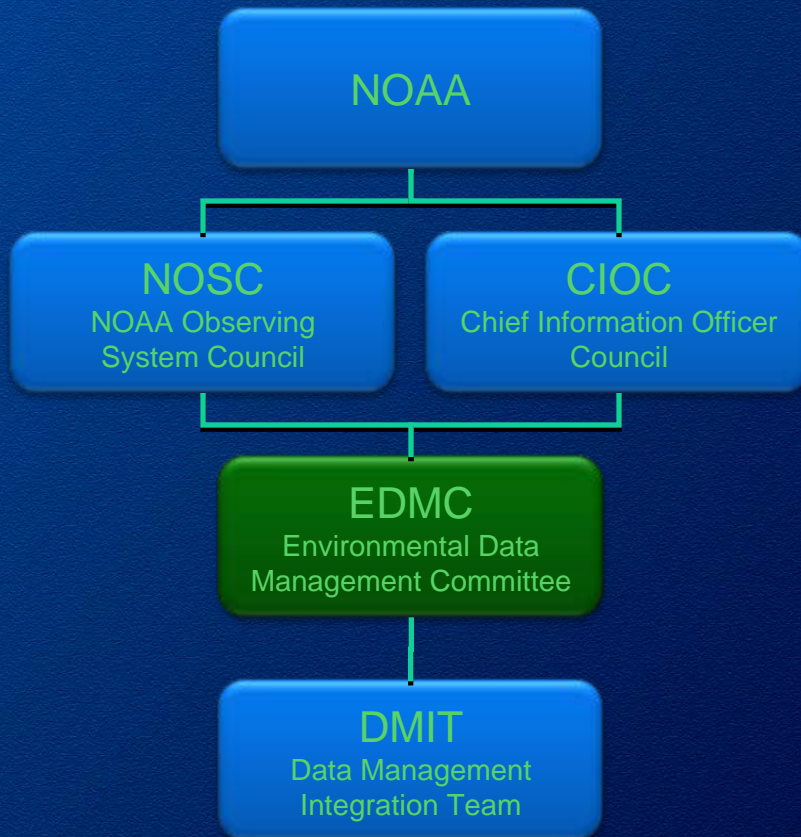 NOAA
NOSC
NOAA Observing
System Council
CIOC
Chief Information Officer
Council
EDMC
Environmental Data
Management Committee
DMIT
Data Management
Integration Team